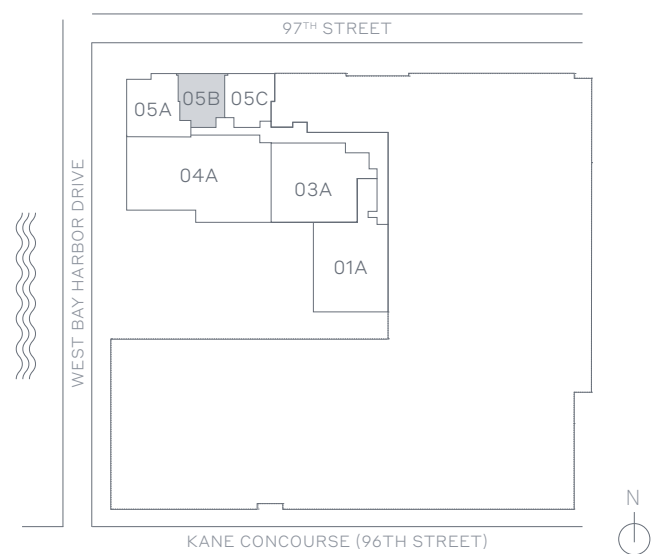 97TH STREET
05A
05B
05C
04A
03A
01A
WEST BAY HARBOR DRIVE
KANE CONCOURSE (96TH STREET)
N